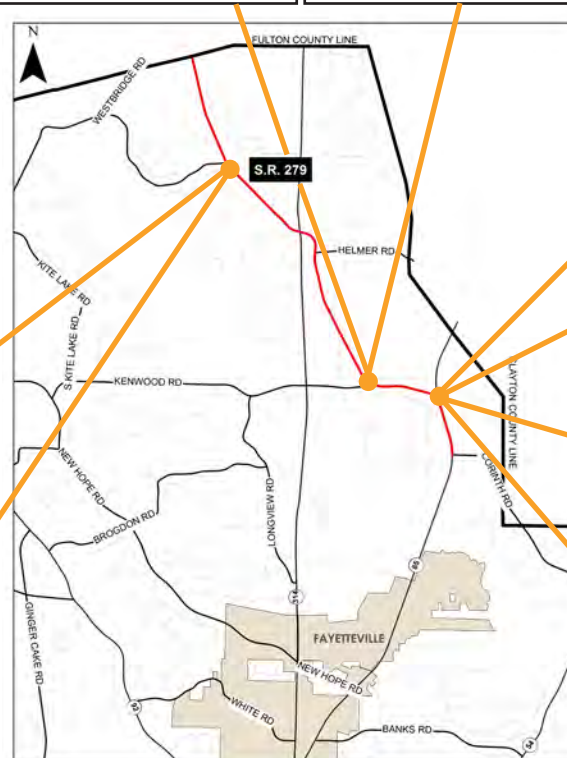 N
FULTON COUNTY LINE
WESTBRIDGE RD
S.R. 279
HELMER RD
KITE LAKE RD
S KITE LAKE RD
KENWOOD RD
CLAYTON COUNTY LINE
NEW HOPE RD
CORINTH RD
LONGVIEW RD
BROGDON RD
85
GINGER CAKE RD
FAYETTEVILLE
NEW HOPE RD
92
WHITE RD
BANKS RD
54